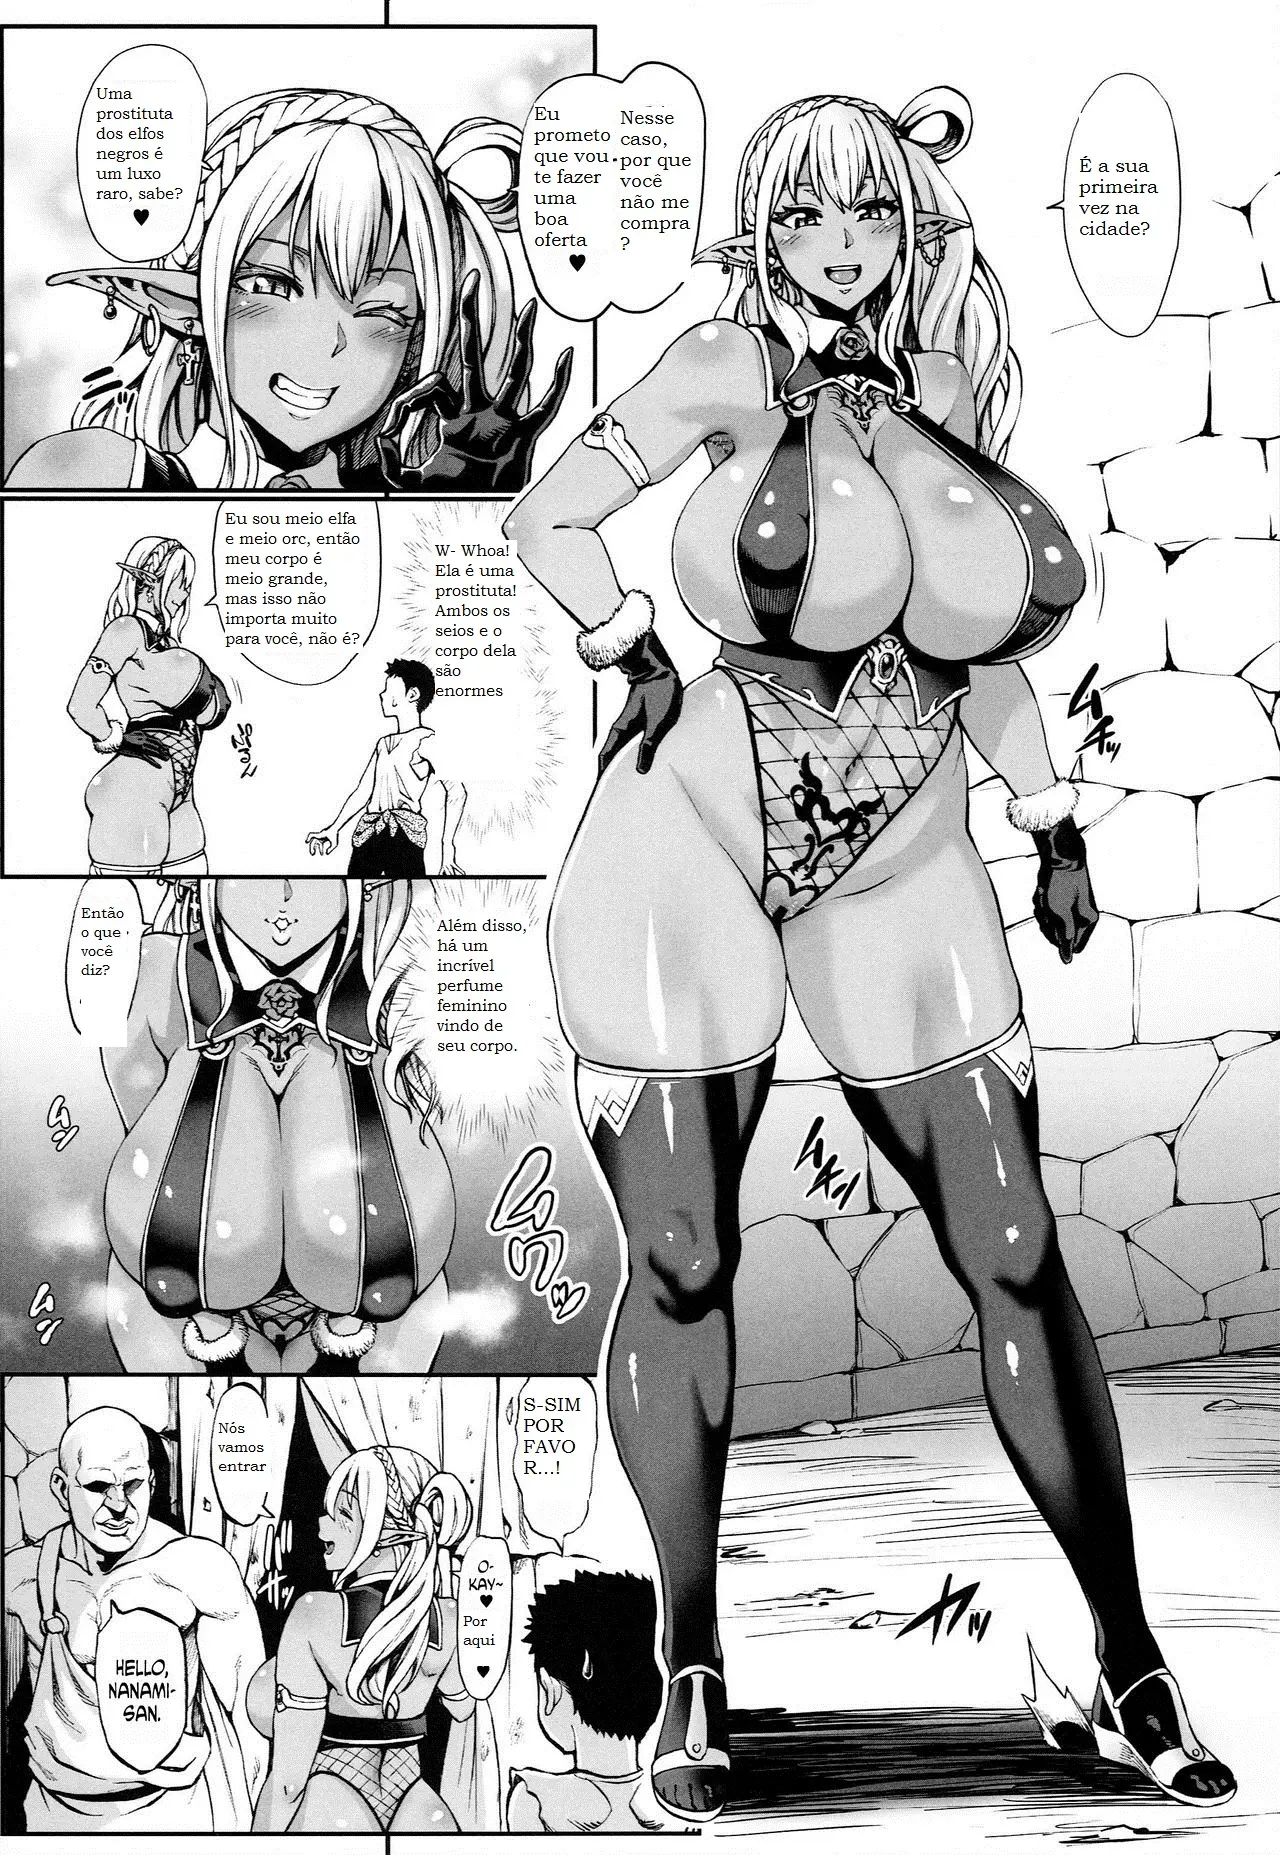 É a sua
primeira
vez na
cidade?
Nesse
caso,
por que
você
não me
compra
?
Eu
prometo
que vou
te fazer
uma
boa
oferta
♥
Uma
prostituta
dos elfos
negros é
um luxo
raro, sabe?
♥
W- Whoa!
Ela é uma
prostituta!
Ambos os
seios e o
corpo dela
são
enormes
Eu sou meio elfa
e meio orc, então
meu corpo é
meio grande,
mas isso não
importa muito
para você, não é?
Além disso,
há um
incrível
perfume
feminino
vindo de
seu corpo.
Então
o que
você
diz?
S-SIM
POR
FAVO
R...!
O-
KAY~
♥
Por
aqui
♥
Nós
vamos
entrar
HELLO,
NANAMI-
SAN.